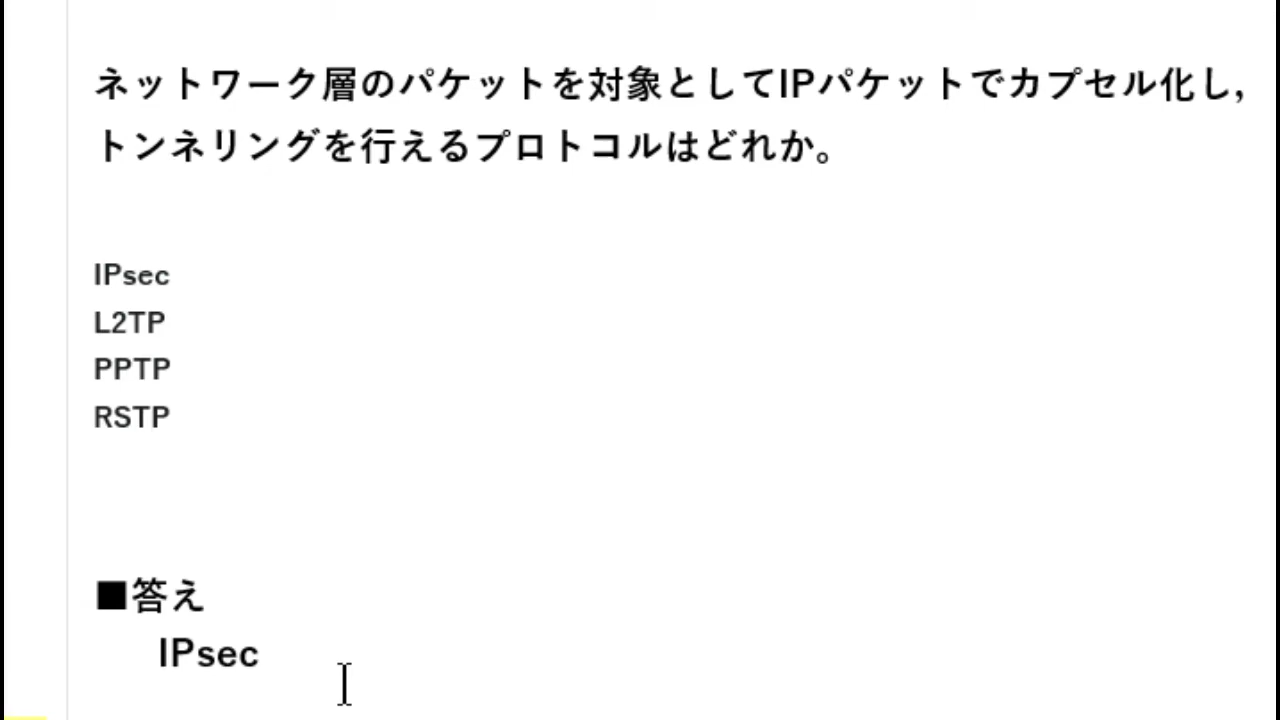 ネットワーク層のパケットを対象としてIPパケットでカプセル化し,
トンネリングを行えるプロトコルはどれか。
IPsec
L2TP
PPTP
RSTP
■答え
IPsec